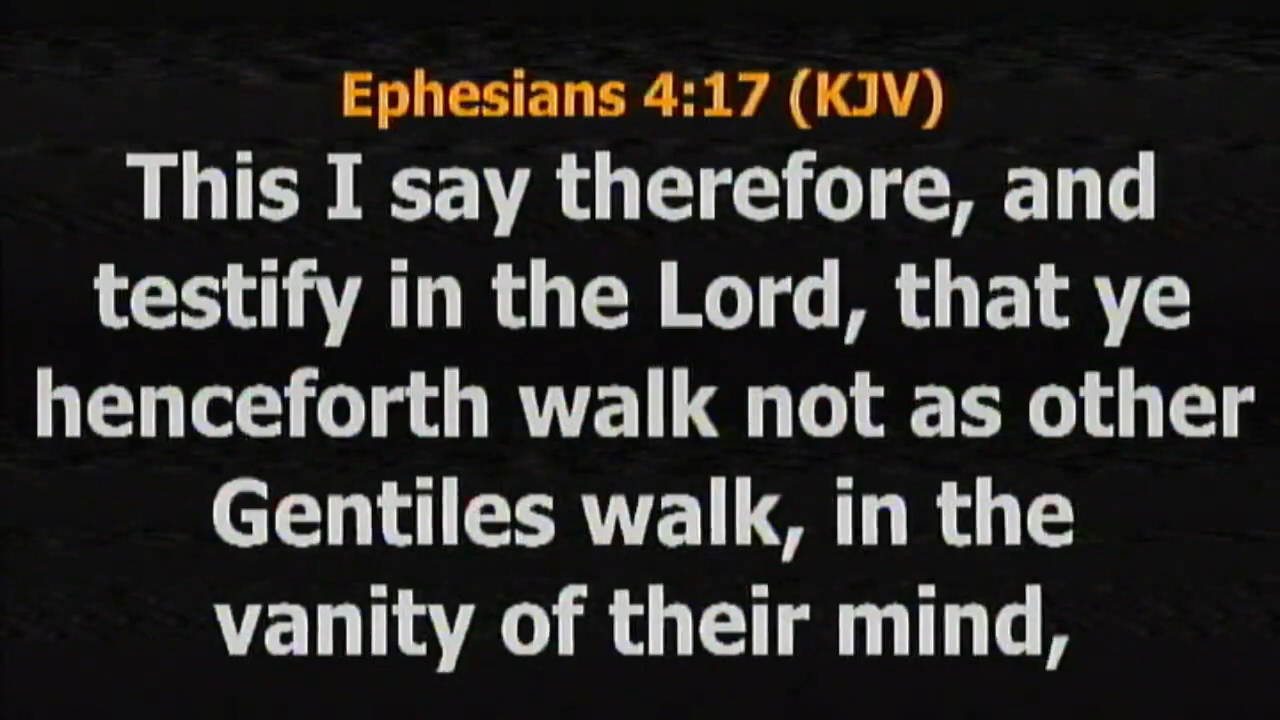 Ephesians 4:17 (KJV)
This I say therefore, and
testify in the Lord, that ye
henceforth walk not as other
Gentiles walk, in the
vanity of their mind,